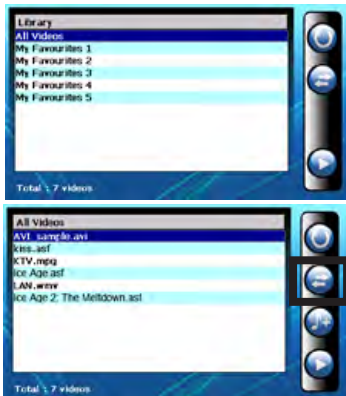 Library
All Videos
My Favourites 1
My Favourites 2
My Favourites 3
My Favourites 4
My Favourites 5
Total : 7 videos
All Videos
AVI_sample.avi
kiss.asf
KTV.mpg
Ice Age.asf
LAN.wmv
Ice Age 2: The Meltdown.asf
Total : 7 videos